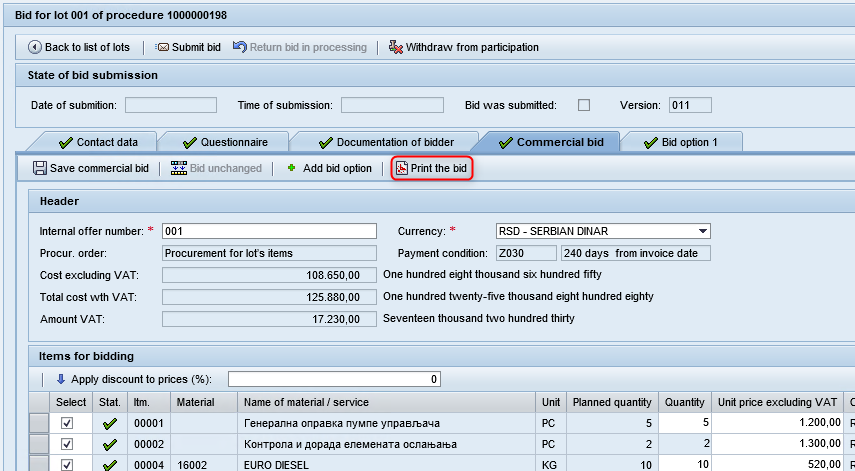 Bid for lot 001 of procedure 1000000198
Back to list of lots Submit bid Return bid in processing Withdraw from participation
State of bid submission
Date of submition: Time of submission: Bid was submitted: Version: 011
Contact data Questionnaire Documentation of bidder Commercial bid Bid option 1
Save commercial bid Bid unchanged Add bid option Print the bid
Header
Internal offer number: * 001 Currency: * RSD - SERBIAN DINAR
Procur. order: Procurement for lot's items Payment condition: Z030 240 days from invoice date
Cost excluding VAT: 108.650,00 One hundred eight thousand six hundred fifty
Total cost wth VAT: 125.880,00 One hundred twenty-five thousand eight hundred eighty
Amount VAT: 17.230,00 Seventeen thousand two hundred thirty
Items for bidding
Apply discount to prices (%): 0
Select Stat. Itm. Material Name of material / service Unit Planned quantity Quantity Unit price excluding VAT C
00001 Генерална оправка пумпе управљача PC 5 5 1.200,00 R
00002 Контрола и дорада елемената ослањања PC 2 2 1.300,00 R
00004 16002 EURO DIESEL KG 10 10 520,00 R